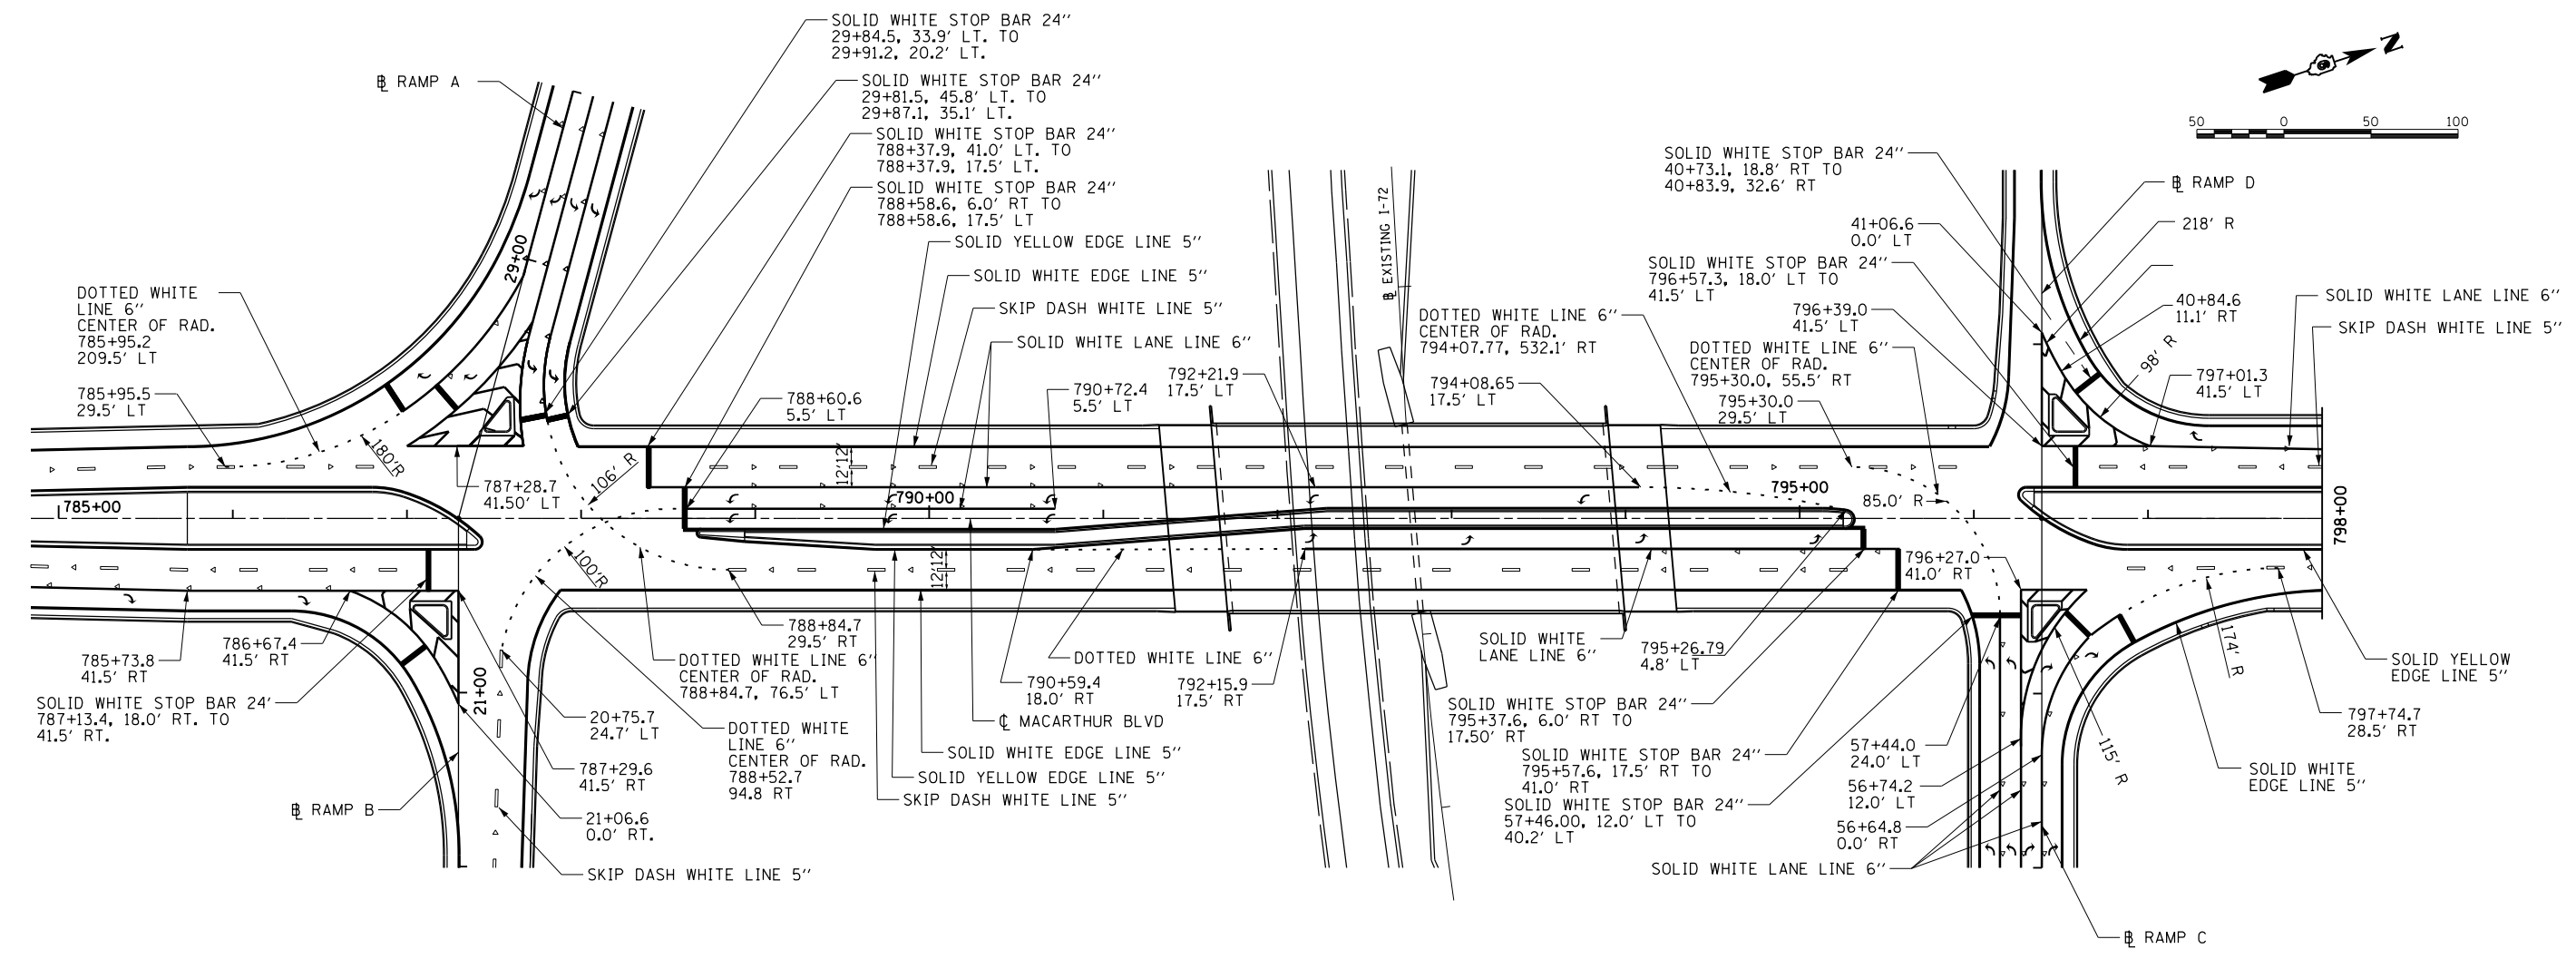 SOLID WHITE STOP BAR 24''
29+84.5, 33.9' LT. TO
29+91.2, 20.2' LT.
℄ RAMP A
SOLID WHITE STOP BAR 24''
29+81.5, 45.8' LT. TO
29+87.1, 35.1' LT.
SOLID WHITE STOP BAR 24''
788+37.9, 41.0' LT. TO
788+37.9, 17.5' LT.
SOLID WHITE STOP BAR 24''
788+58.6, 6.0' RT TO
788+58.6, 17.5' LT
SOLID YELLOW EDGE LINE 5''
SOLID WHITE EDGE LINE 5''
SKIP DASH WHITE LINE 5''
SOLID WHITE LANE LINE 6''
29+00
DOTTED WHITE
LINE 6''
CENTER OF RAD.
785+95.2
209.5' LT
785+95.5
29.5' LT
180'R
787+28.7
41.50' LT
106' R
788+60.6
5.5' LT
790+72.4
5.5' LT
792+21.9
17.5' LT
12'
12'
785+00
790+00
795+00
798+00
℄ EXISTING I-72
N
50
0
50
100
SOLID WHITE STOP BAR 24''
40+73.1, 18.8' RT TO
40+83.9, 32.6' RT
℄ RAMP D
218' R
41+06.6
0.0' LT
SOLID WHITE STOP BAR 24''
796+57.3, 18.0' LT TO
41.5' LT
796+39.0
41.5' LT
40+84.6
11.1' RT
98' R
SOLID WHITE LANE LINE 6''
SKIP DASH WHITE LINE 5''
DOTTED WHITE LINE 6''
CENTER OF RAD.
794+07.77, 532.1' RT
DOTTED WHITE LINE 6''
CENTER OF RAD.
795+30.0, 55.5' RT
794+08.65
17.5' LT
795+30.0
29.5' LT
797+01.3
41.5' LT
85.0' R
100'R
12'
12'
796+27.0
41.0' RT
785+73.8
41.5' RT
786+67.4
41.5' RT
SOLID WHITE STOP BAR 24'
787+13.4, 18.0' RT. TO
41.5' RT.
21+00
℄ RAMP B
788+84.7
29.5' RT
DOTTED WHITE LINE 6''
CENTER OF RAD.
788+84.7, 76.5' LT
20+75.7
24.7' LT
787+29.6
41.5' RT
21+06.6
0.0' RT.
DOTTED WHITE
LINE 6''
CENTER OF RAD.
788+52.7
94.8 RT
SKIP DASH WHITE LINE 5''
DOTTED WHITE LINE 6''
790+59.4
18.0' RT
792+15.9
17.5' RT
℄ MACARTHUR BLVD
SOLID WHITE EDGE LINE 5''
SOLID YELLOW EDGE LINE 5''
SKIP DASH WHITE LINE 5''
SOLID WHITE
LANE LINE 6''
795+26.79
4.8' LT
SOLID WHITE STOP BAR 24''
795+37.6, 6.0' RT TO
17.50' RT
SOLID WHITE STOP BAR 24''
795+57.6, 17.5' RT TO
41.0' RT
SOLID WHITE STOP BAR 24''
57+46.00, 12.0' LT TO
40.2' LT
57+44.0
24.0' LT
56+74.2
12.0' LT
56+64.8
0.0' RT
SOLID WHITE LANE LINE 6''
115' R
174' R
SOLID YELLOW
EDGE LINE 5''
797+74.7
28.5' RT
SOLID WHITE
EDGE LINE 5''
℄ RAMP C